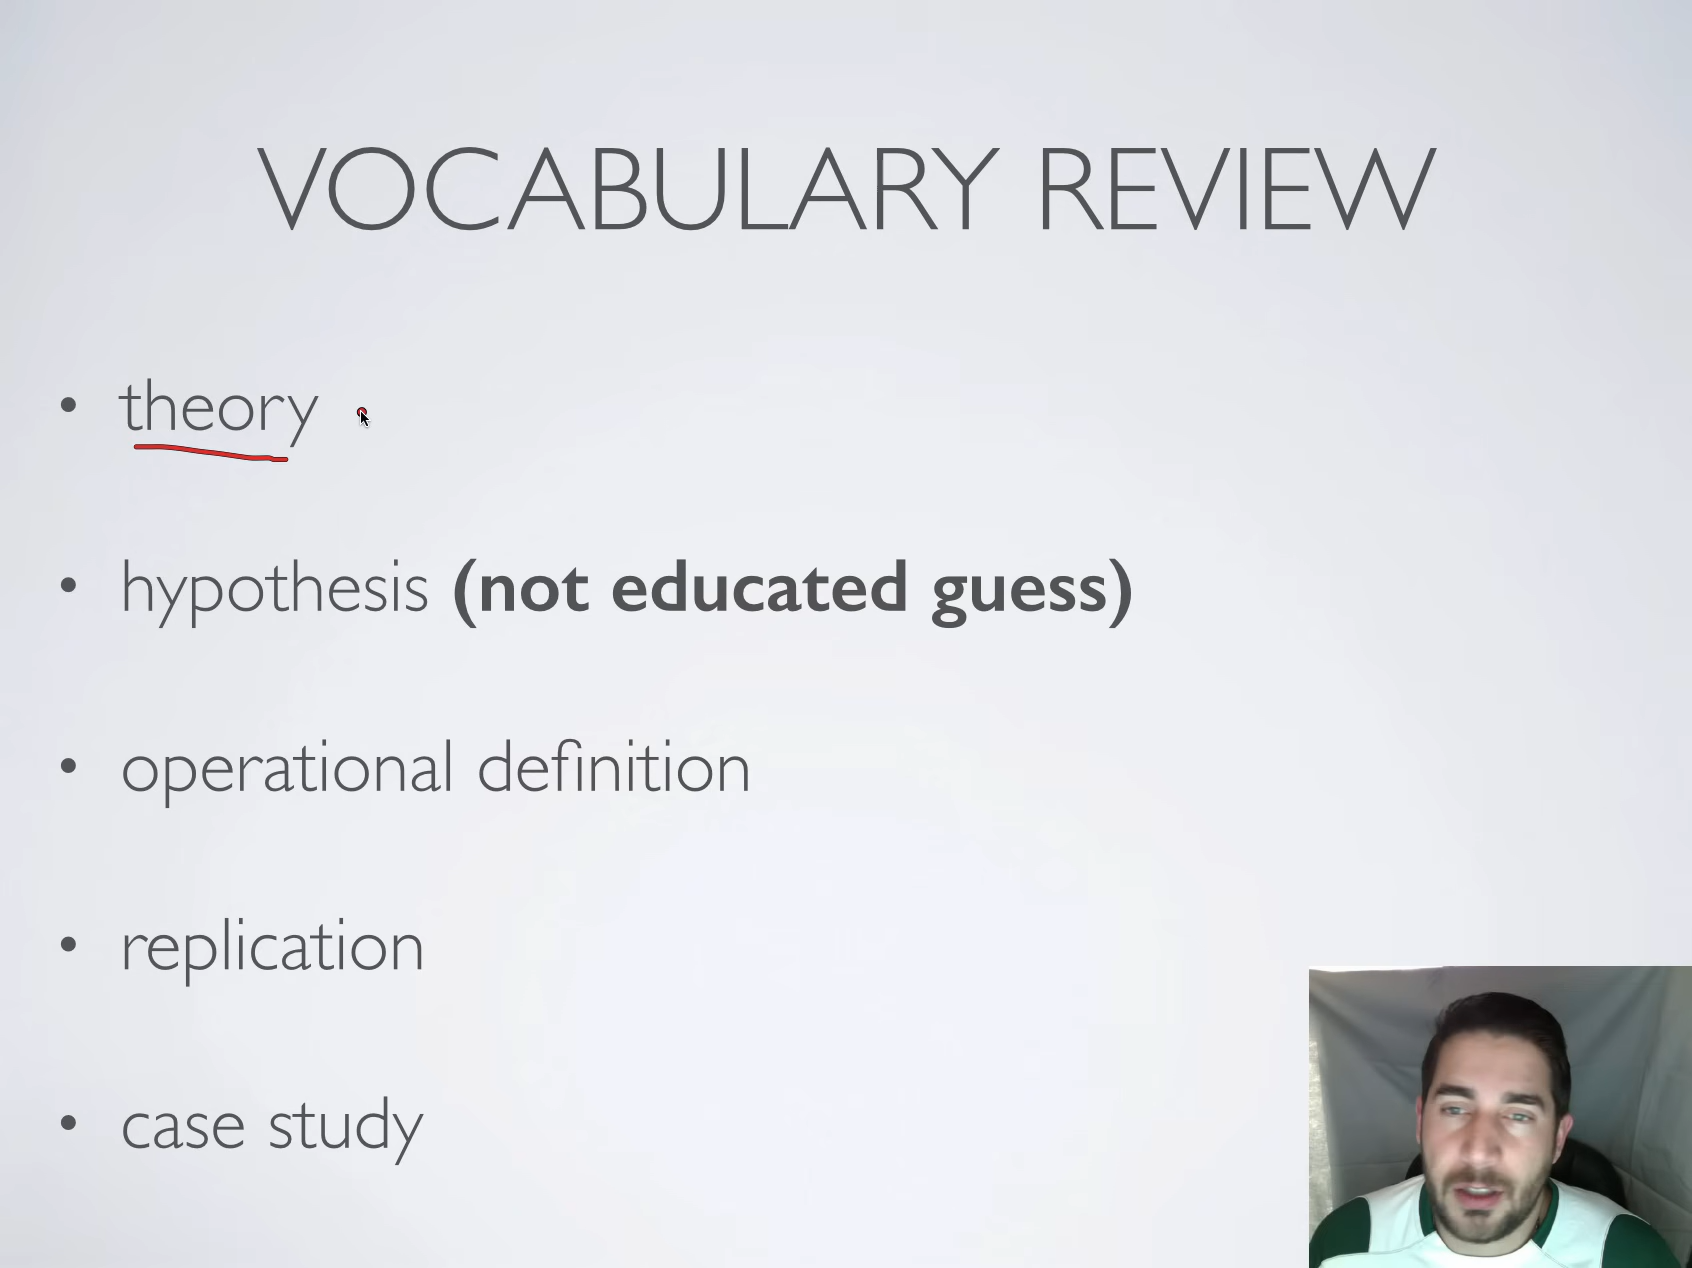 VOCABULARY REVIEW
• theory
• hypothesis (not educated guess)
• operational definition
• replication
• case study